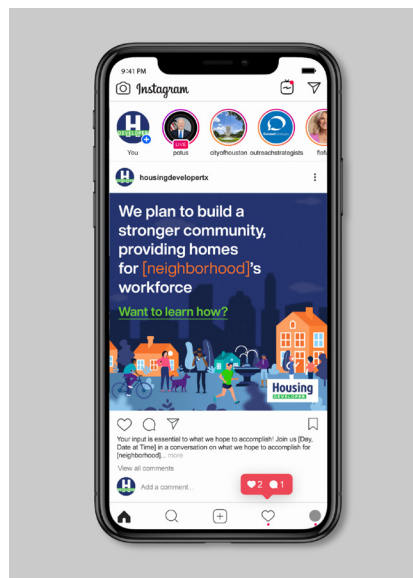 9:41 PM
Instagram
H
DEVELOPER
LIVE
You
potus
cityofhouston
outreachstrategists
housingdevelopertx
We plan to build a
stronger community,
providing homes
for [neighborhood]'s
workforce
Want to learn how?
Housing
DEVELOPER
Your input is essential to what we hope to accomplish! Join us [Day,
Date at Time] in a conversation on what we hope to accomplish for
[neighborhood]... more
View all comments
Add a comment...
2 1